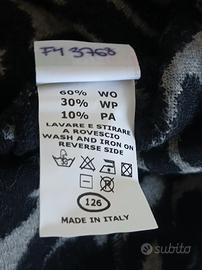 FY 3768
60% WO
30% WP
10% PA
LAVARE E STIRARE
A ROVESCIO
WASH AND IRON ON
REVERSE SIDE
126
MADE IN ITALY
subito